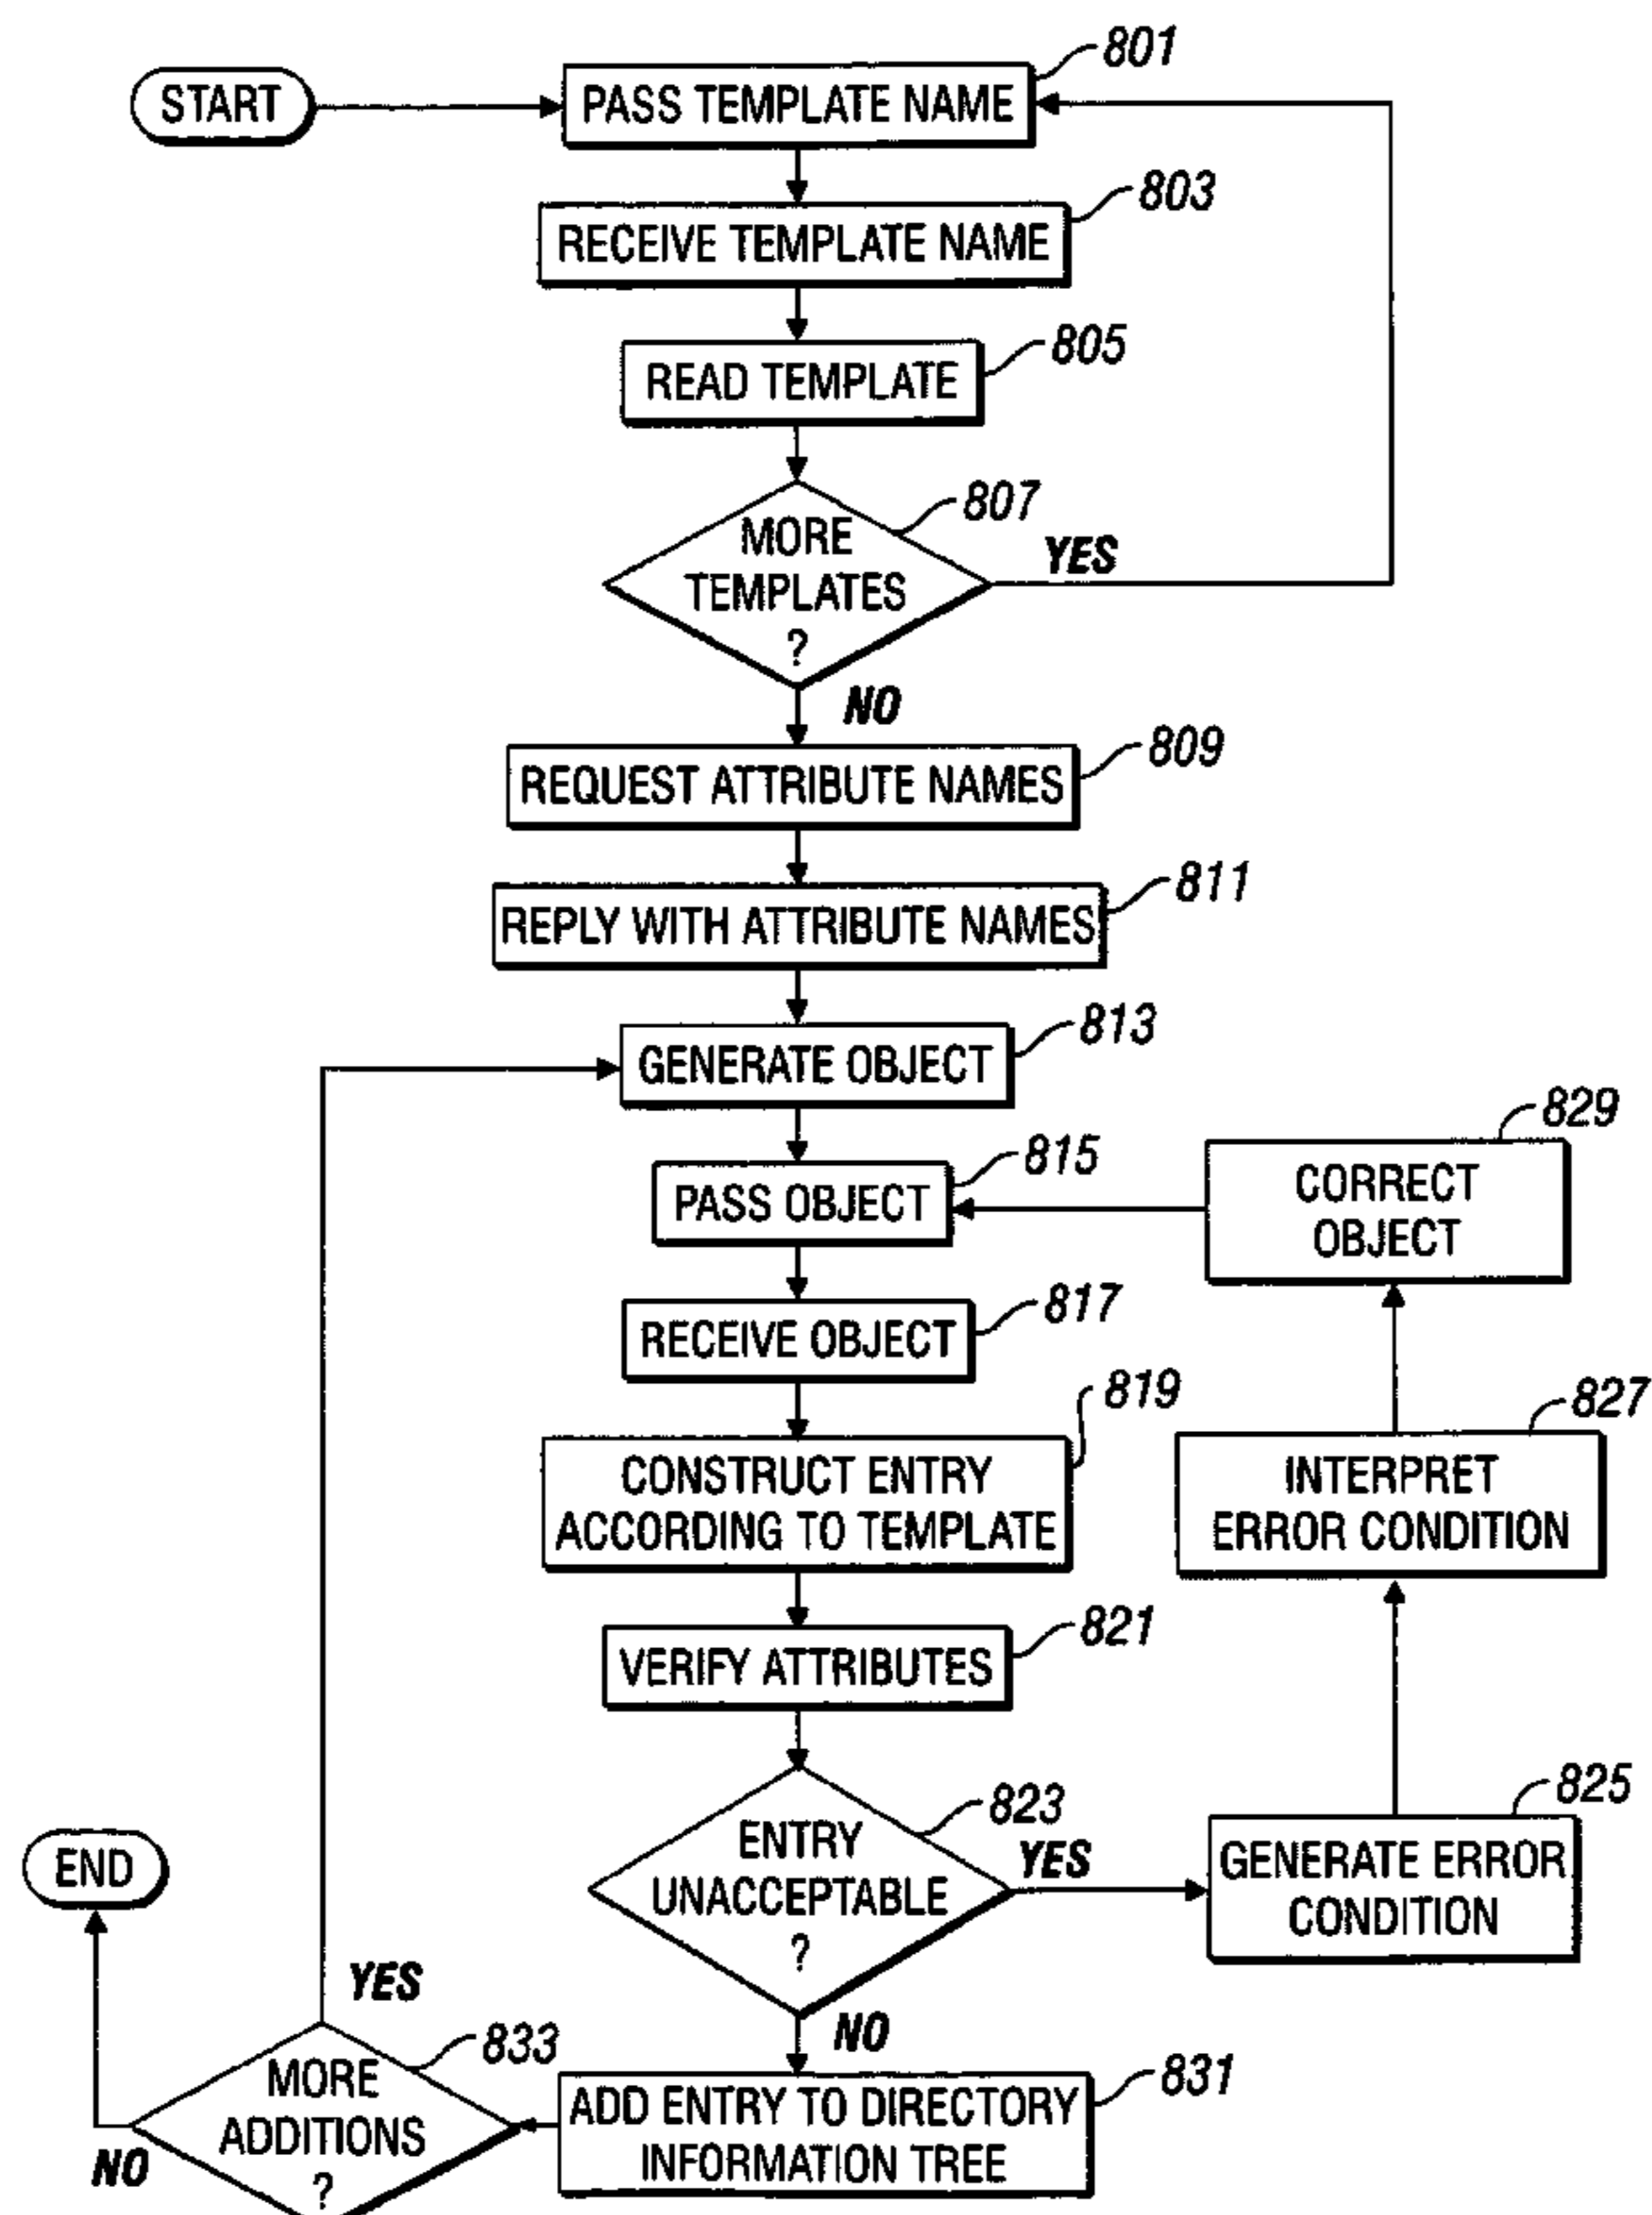 801
START
PASS TEMPLATE NAME
803
RECEIVE TEMPLATE NAME
805
READ TEMPLATE
807
MORE
TEMPLATES
?
YES
NO
809
REQUEST ATTRIBUTE NAMES
811
REPLY WITH ATTRIBUTE NAMES
813
GENERATE OBJECT
815
PASS OBJECT
829
CORRECT
OBJECT
817
RECEIVE OBJECT
819
CONSTRUCT ENTRY
ACCORDING TO TEMPLATE
827
INTERPRET
ERROR CONDITION
821
VERIFY ATTRIBUTES
823
ENTRY
UNACCEPTABLE
?
YES
825
GENERATE ERROR
CONDITION
END
NO
831
ADD ENTRY TO DIRECTORY
INFORMATION TREE
833
MORE
ADDITIONS
?
YES
NO